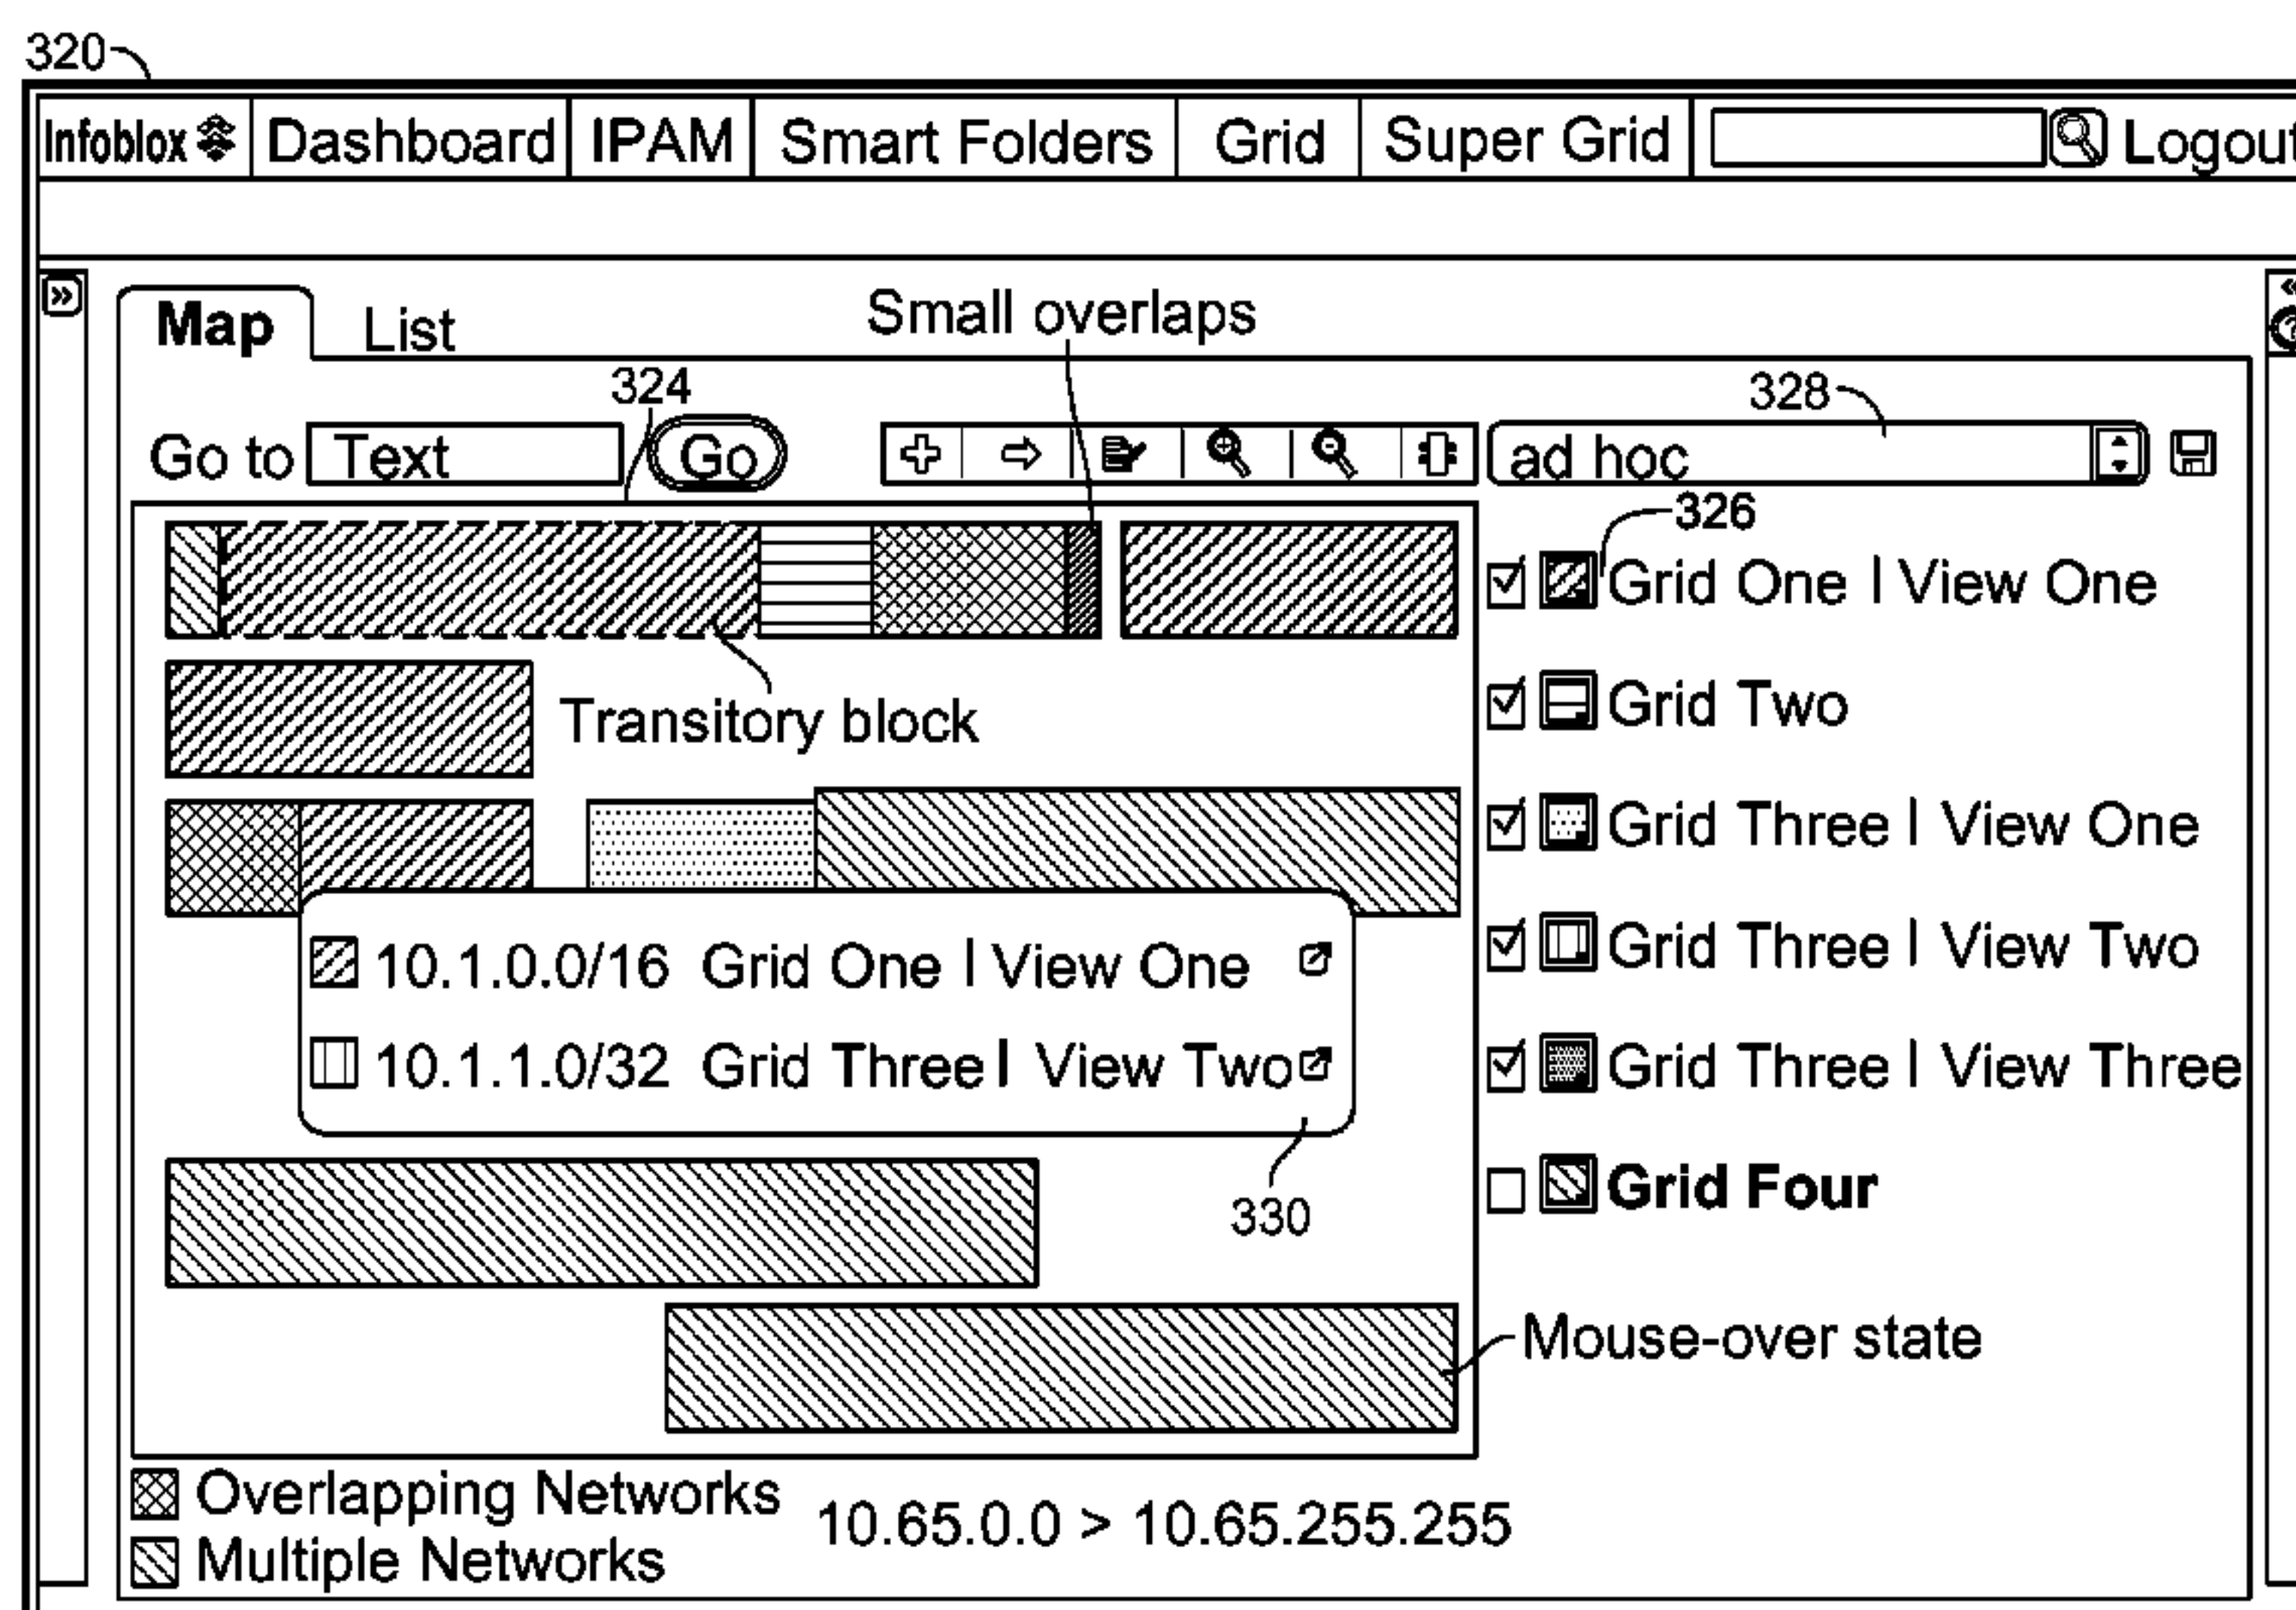 320
Infoblox Dashboard IPAM Smart Folders Grid Super Grid Logout
Map List Small overlaps
324 328
Go to Text Go ad hoc
326
Grid One | View One
Transitory block Grid Two
Grid Three | View One
10.1.0.0/16 Grid One | View One Grid Three | View Two
10.1.1.0/32 Grid Three | View Two Grid Three | View Three
330 Grid Four
Mouse-over state
Overlapping Networks
10.65.0.0 > 10.65.255.255
Multiple Networks